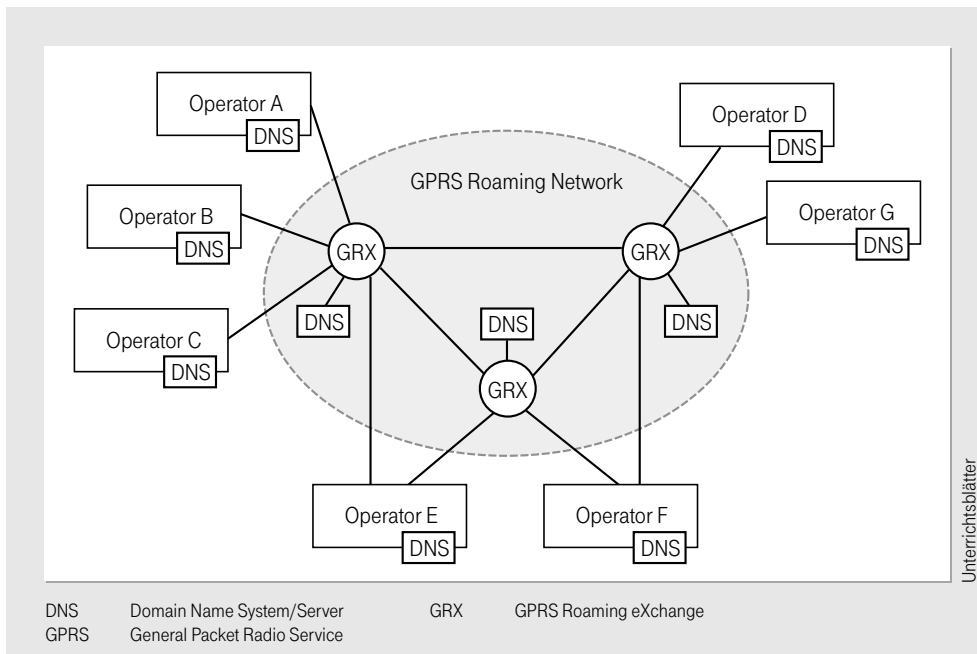 Operator A
DNS
Operator D
DNS
GPRS Roaming Network
Operator B
DNS
Operator G
DNS
GRX
GRX
DNS
DNS
DNS
Operator C
DNS
GRX
Operator E
DNS
Operator F
DNS
Unterrichtsblätter
DNS Domain Name System/Server GRX GPRS Roaming eXchange
GPRS General Packet Radio Service